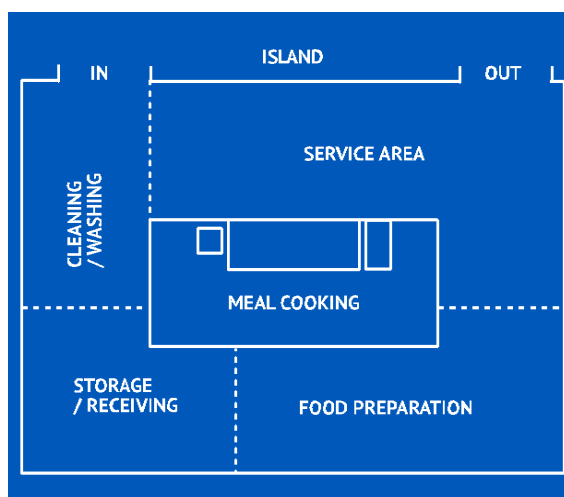 ISLAND
IN
OUT
SERVICE AREA
CLEANING
/ WASHING
MEAL COOKING
STORAGE
/ RECEIVING
FOOD PREPARATION